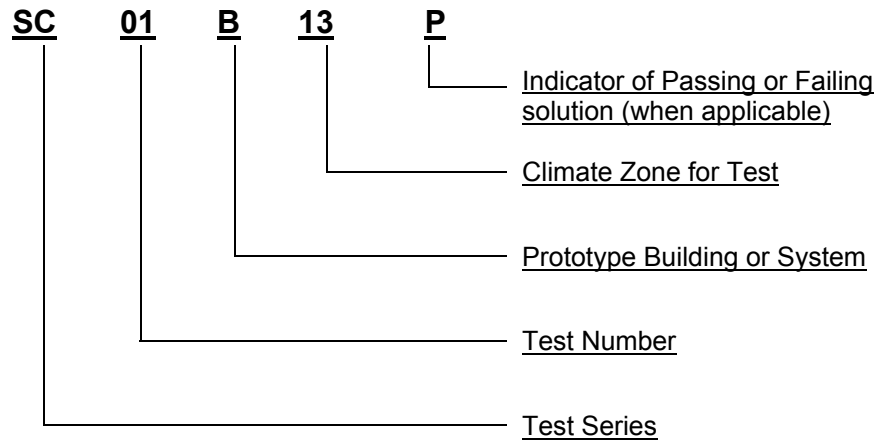 SC 01 B 13 P
Indicator of Passing or Failing
solution (when applicable)
Climate Zone for Test
Prototype Building or System
Test Number
Test Series